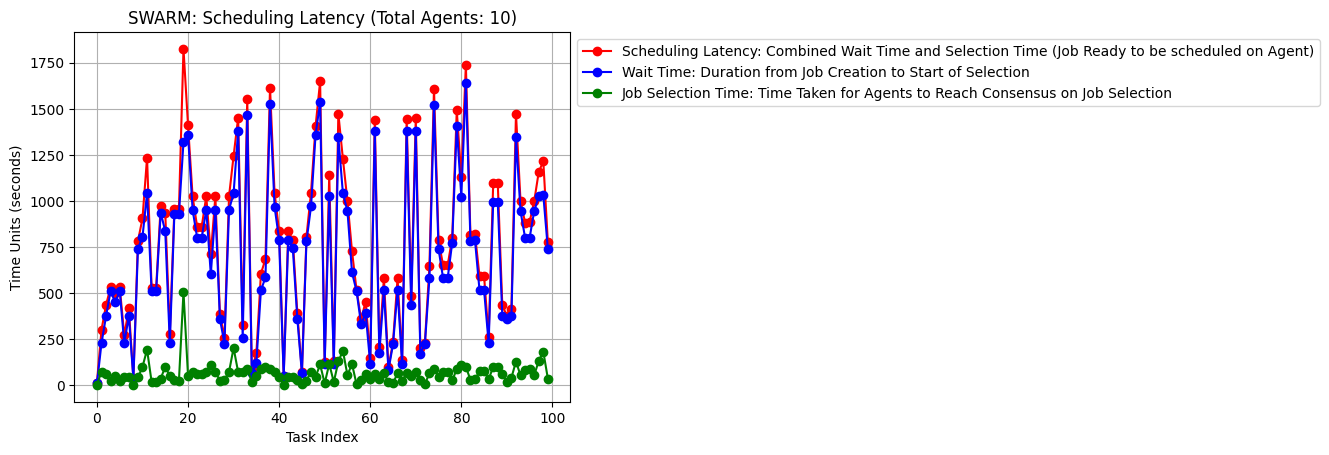 SWARM: Scheduling Latency (Total Agents: 10)
Scheduling Latency: Combined Wait Time and Selection Time (Job Ready to be scheduled on Agent)
Wait Time: Duration from Job Creation to Start of Selection
Job Selection Time: Time Taken for Agents to Reach Consensus on Job Selection
Time Units (seconds)
1750
1500
1250
1000
750
500
250
0
0 20 40 60 80 100
Task Index